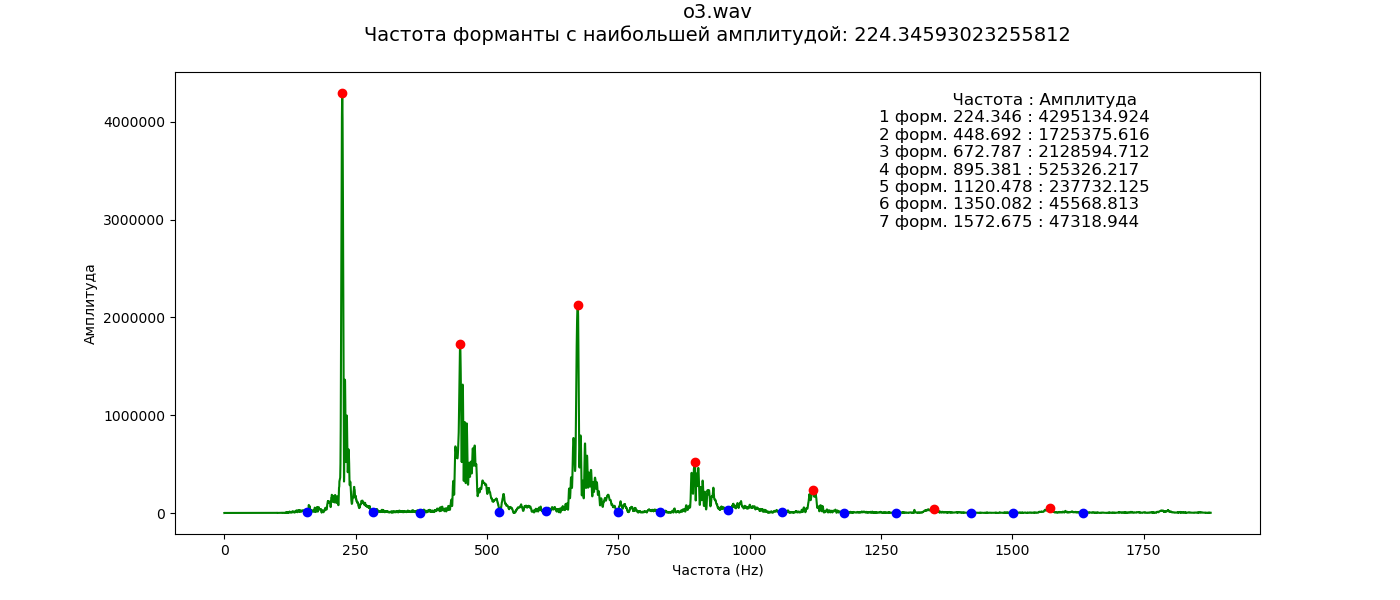 o3.wav
Частота форманты с наибольшей амплитудой: 224.34593023255812
Частота : Амплитуда
1 форм. 224.346 : 4295134.924
2 форм. 448.692 : 1725375.616
3 форм. 672.787 : 2128594.712
4 форм. 895.381 : 525326.217
5 форм. 1120.478 : 237732.125
6 форм. 1350.082 : 45568.813
7 форм. 1572.675 : 47318.944
4000000
3000000
2000000
1000000
0
Амплитуда
0 250 500 750 1000 1250 1500 1750
Частота (Hz)